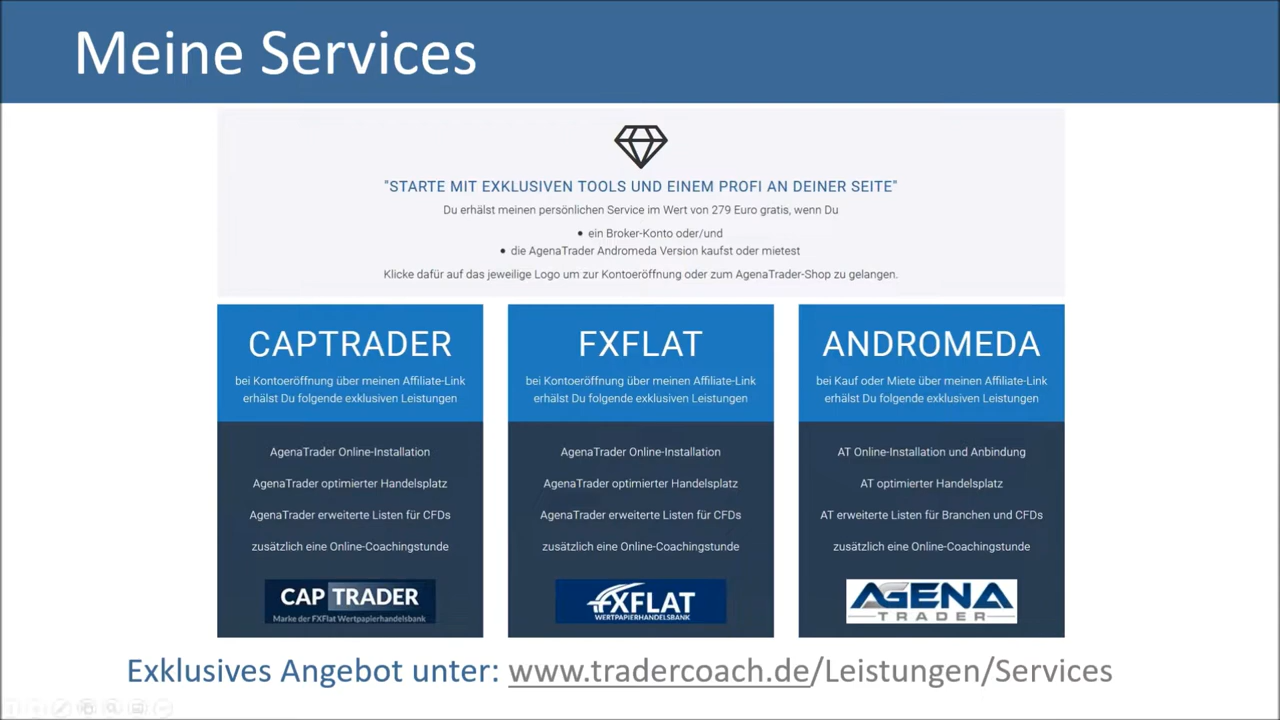 Meine Services
"STARTE MIT EXKLUSIVEN TOOLS UND EINEM PROFI AN DEINER SEITE"
Du erhälst meinen persönlichen Service im Wert von 279 Euro gratis, wenn Du
• ein Broker-Konto oder/und
• die AgenaTrader Andromeda Version kaufst oder mietest
Klicke dafür auf das jeweilige Logo um zur Kontoeröffnung oder zum AgenaTrader-Shop zu gelangen.
CAPTRADER
bei Kontoeröffnung über meinen Affiliate-Link
erhälst Du folgende exklusiven Leistungen
AgenaTrader Online-Installation
AgenaTrader optimierter Handelsplatz
AgenaTrader erweiterte Listen für CFDs
zusätzlich eine Online-Coachingstunde
CAP TRADER
Marke der FXFlat Wertpapierhandelsbank
FXFLAT
bei Kontoeröffnung über meinen Affiliate-Link
erhälst Du folgende exklusiven Leistungen
AgenaTrader Online-Installation
AgenaTrader optimierter Handelsplatz
AgenaTrader erweiterte Listen für CFDs
zusätzlich eine Online-Coachingstunde
FXFLAT
WERTPAPIERHANDELSBANK
ANDROMEDA
bei Kauf oder Miete über meinen Affiliate-Link
erhälst Du folgende exklusiven Leistungen
AT Online-Installation und Anbindung
AT optimierter Handelsplatz
AT erweiterte Listen für Branchen und CFDs
zusätzlich eine Online-Coachingstunde
AGENA
TRADER
Exklusives Angebot unter: www.tradercoach.de/Leistungen/Services